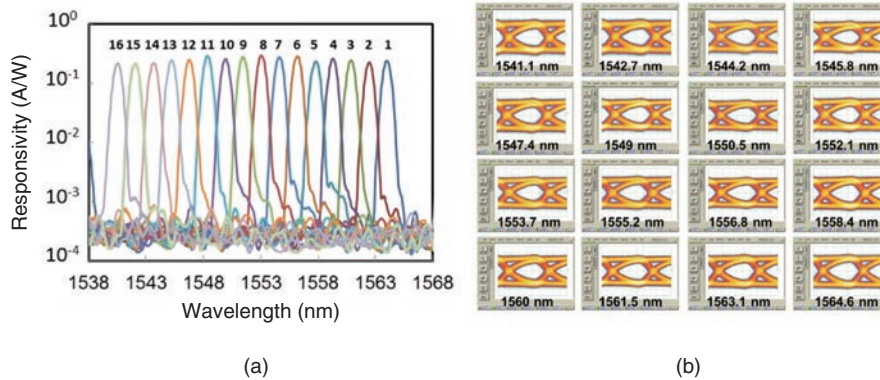 10⁰
10⁻¹
10⁻²
10⁻³
10⁻⁴
Responsivity (A/W)
16 15 14 13 12 11 10 9 8 7 6 5 4 3 2 1
1538 1543 1548 1553 1558 1563 1568
Wavelength (nm)
(a)
1541.1 nm 1542.7 nm 1544.2 nm 1545.8 nm
1547.4 nm 1549 nm 1550.5 nm 1552.1 nm
1553.7 nm 1555.2 nm 1556.8 nm 1558.4 nm
1560 nm 1561.5 nm 1563.1 nm 1564.6 nm
(b)